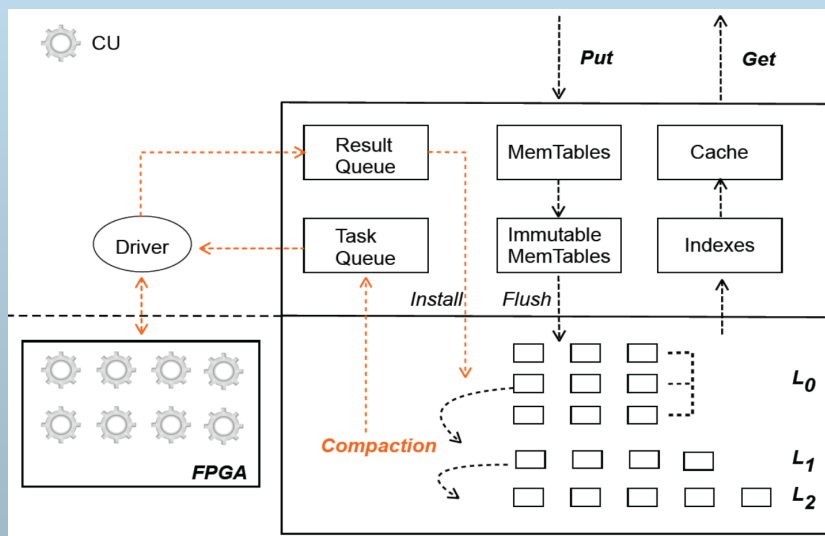 CU
Put
Get
Result
Queue
MemTables
Cache
Driver
Task
Queue
Immutable
MemTables
Indexes
Install
Flush
L0
Compaction
FPGA
L1
L2